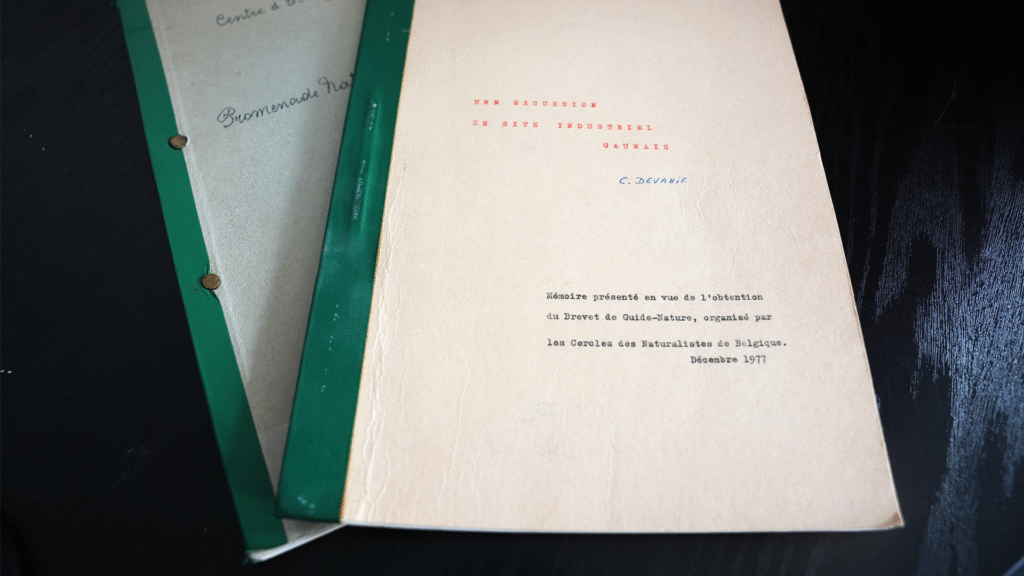 Centre d'
Promenade Nat
UNE EXCURSION
EN SITE INDUSTRIEL
GAUMAIS
C. DEVAHIF
Mémoire présenté en vue de l'obtention
du Brevet de Guide-Nature, organisé par
les Cercles des Naturalistes de Belgique.
Décembre 1977